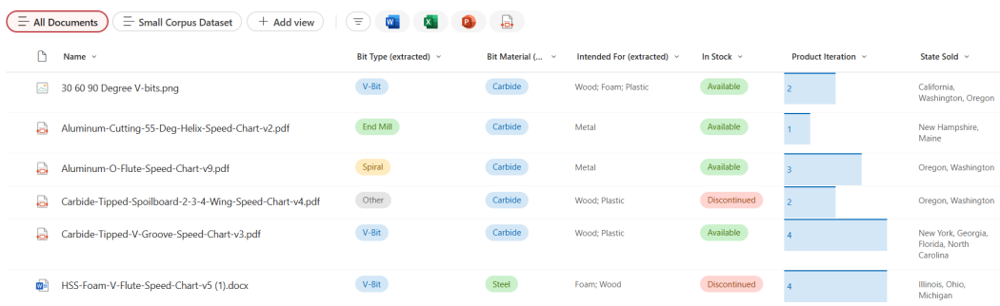 All Documents Small Corpus Dataset + Add view
Name Bit Type (extracted) Bit Material (... Intended For (extracted) In Stock Product Iteration State Sold
30 60 90 Degree V-bits.png V-Bit Carbide Wood; Foam; Plastic Available 2 California,
Washington, Oregon
Aluminum-Cutting-55-Deg-Helix-Speed-Chart-v2.pdf End Mill Carbide Metal Available 1 New Hampshire,
Maine
Aluminum-O-Flute-Speed-Chart-v9.pdf Spiral Carbide Metal Available 3 Oregon, Washington
Carbide-Tipped-Spoilboard-2-3-4-Wing-Speed-Chart-v4.pdf Other Carbide Wood; Plastic Discontinued 2 Oregon, Washington
Carbide-Tipped-V-Groove-Speed-Chart-v3.pdf V-Bit Carbide Wood; Plastic Available 4 New York, Georgia,
Florida, North
Carolina
HSS-Foam-V-Flute-Speed-Chart-v5 (1).docx V-Bit Steel Foam; Wood Discontinued 4 Illinois, Ohio,
Michigan